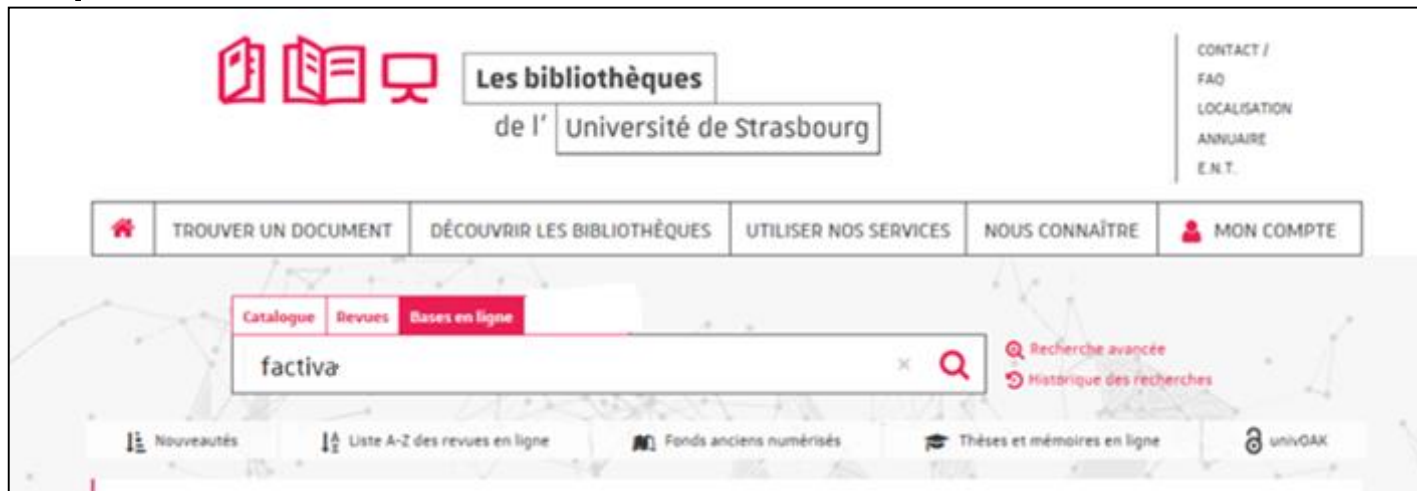 Les bibliothèques
de l' Université de Strasbourg
CONTACT /
FAQ
LOCALISATION
ANNUAIRE
E.N.T.
TROUVER UN DOCUMENT DÉCOUVRIR LES BIBLIOTHÈQUES UTILISER NOS SERVICES NOUS CONNAÎTRE MON COMPTE
Catalogue Revues Bases en ligne
factiva
Recherche avancée
Historique des recherches
Nouveautés Liste A-Z des revues en ligne Fonds anciens numérisés Thèses et mémoires en ligne univOAK